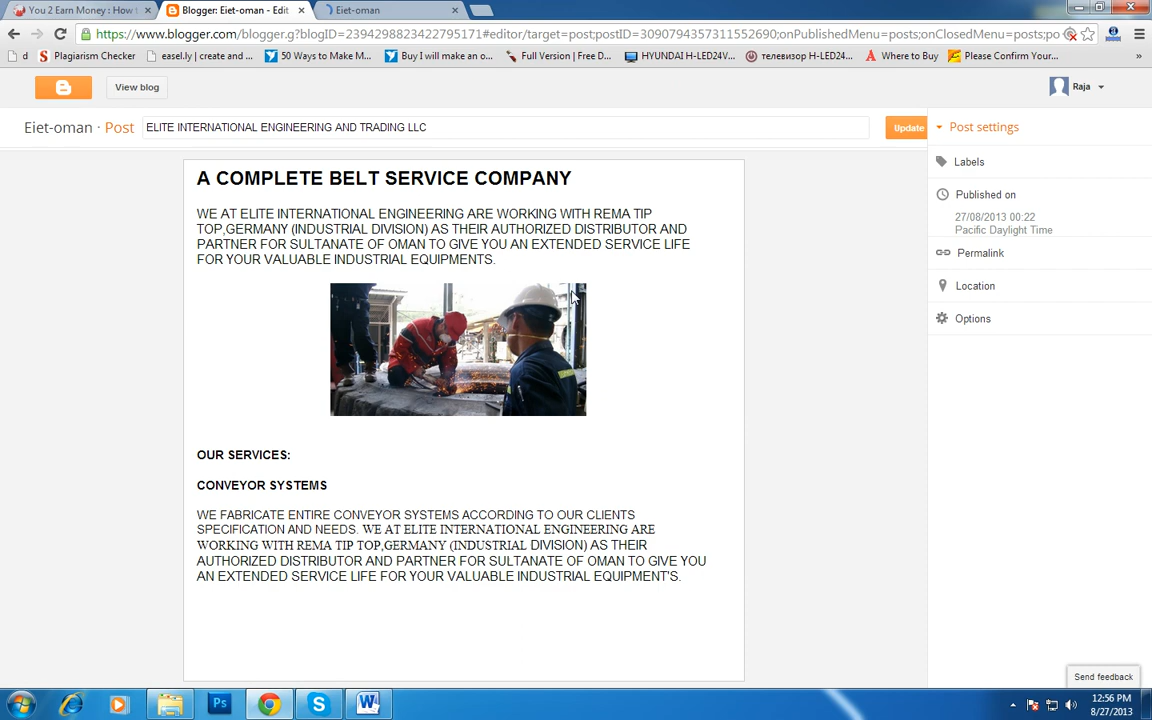 You 2 Earn Money : How
Blogger: Eiet-oman - Edit
Eiet-oman
https://www.blogger.com/blogger.g?blogID=2394298823422795171#editor/target=post;postID=3090794357311552690;onPublishedMenu=posts;onClosedMenu=posts;po
d
Plagiarism Checker
easel.ly | create and ...
50 Ways to Make M...
Buy I will make an o...
Full Version | Free D...
HYUNDAI H-LED24V...
телевизор H-LED24...
Where to Buy
Please Confirm Your...
»
View blog
Raja
Eiet-oman · Post
ELITE INTERNATIONAL ENGINEERING AND TRADING LLC
Update
Post settings
Labels
Published on
27/08/2013 00:22
Pacific Daylight Time
Permalink
Location
Options
A COMPLETE BELT SERVICE COMPANY
WE AT ELITE INTERNATIONAL ENGINEERING ARE WORKING WITH REMA TIP
TOP,GERMANY (INDUSTRIAL DIVISION) AS THEIR AUTHORIZED DISTRIBUTOR AND
PARTNER FOR SULTANATE OF OMAN TO GIVE YOU AN EXTENDED SERVICE LIFE
FOR YOUR VALUABLE INDUSTRIAL EQUIPMENTS.
OUR SERVICES:
CONVEYOR SYSTEMS
WE FABRICATE ENTIRE CONVEYOR SYSTEMS ACCORDING TO OUR CLIENTS
SPECIFICATION AND NEEDS. WE AT ELITE INTERNATIONAL ENGINEERING ARE
WORKING WITH REMA TIP TOP,GERMANY (INDUSTRIAL DIVISION) AS THEIR
AUTHORIZED DISTRIBUTOR AND PARTNER FOR SULTANATE OF OMAN TO GIVE YOU
AN EXTENDED SERVICE LIFE FOR YOUR VALUABLE INDUSTRIAL EQUIPMENT'S.
Send feedback
Ps
12:56 PM
8/27/2013